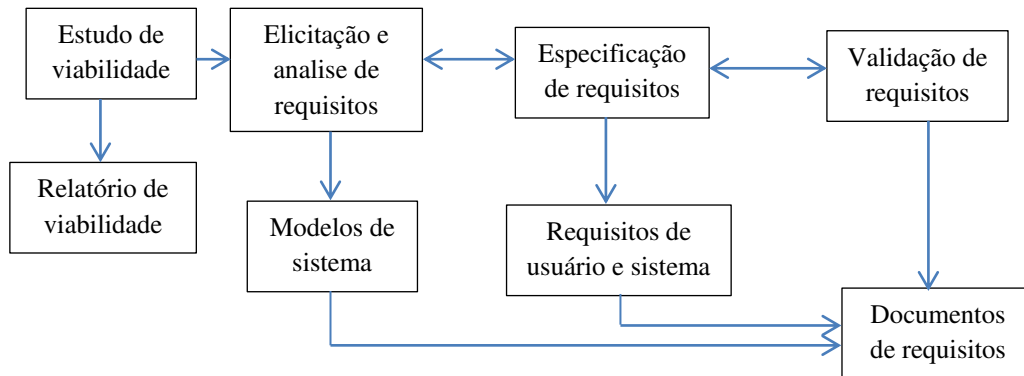 Estudo de
viabilidade
Elicitação e
analise de
requisitos
Especificação
de requisitos
Validação de
requisitos
Relatório de
viabilidade
Modelos de
sistema
Requisitos de
usuário e sistema
Documentos
de requisitos